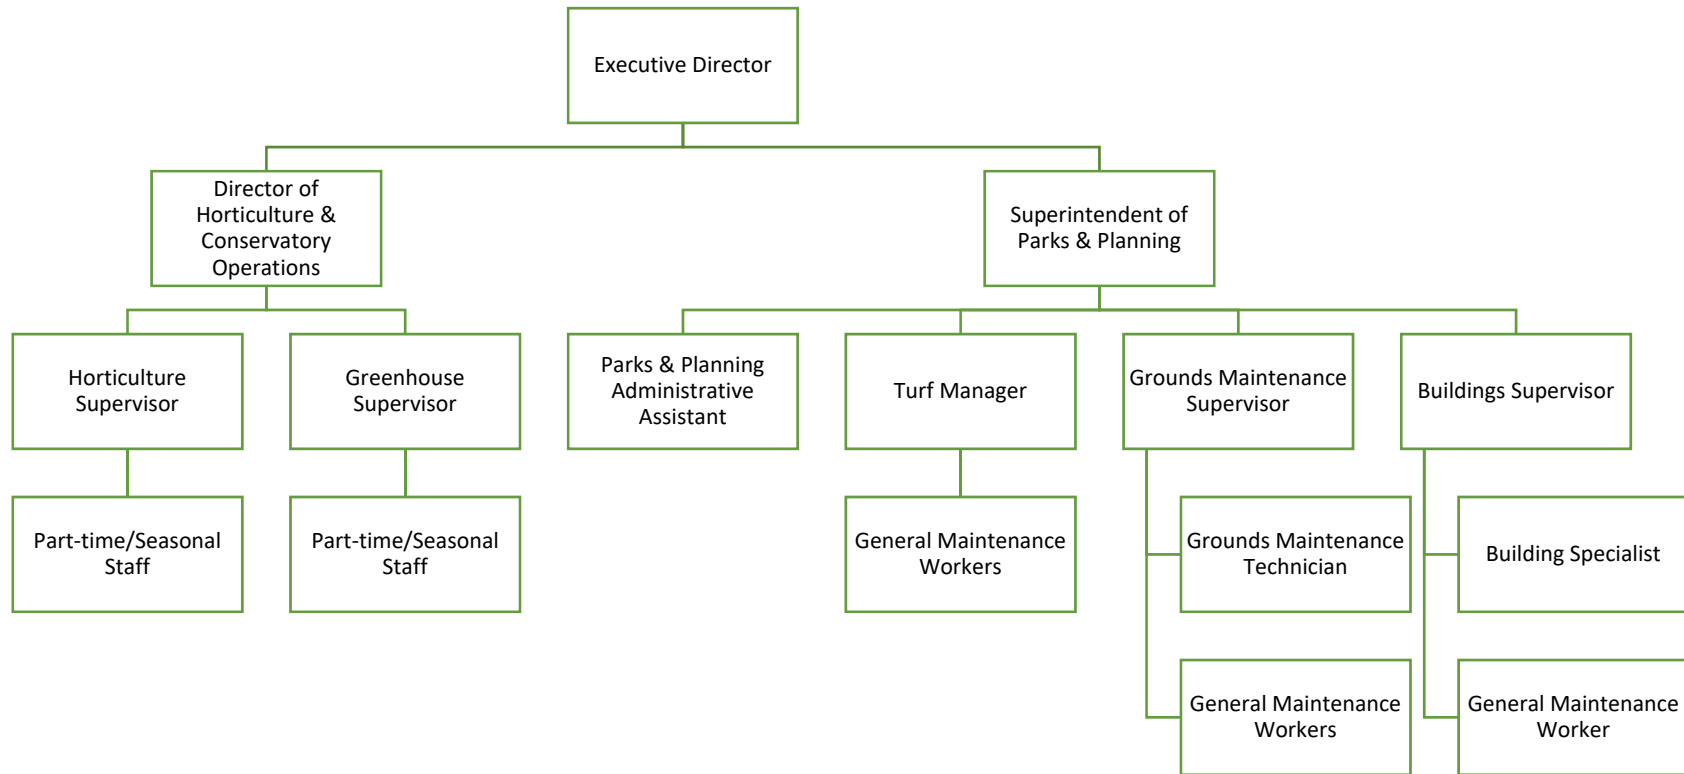 Executive Director
Director of
Horticulture &
Conservatory
Operations
Superintendent of
Parks & Planning
Horticulture
Supervisor
Greenhouse
Supervisor
Parks & Planning
Administrative
Assistant
Turf Manager
Grounds Maintenance
Supervisor
Buildings Supervisor
Part-time/Seasonal
Staff
Part-time/Seasonal
Staff
General Maintenance
Workers
Grounds Maintenance
Technician
Building Specialist
General Maintenance
Workers
General Maintenance
Worker